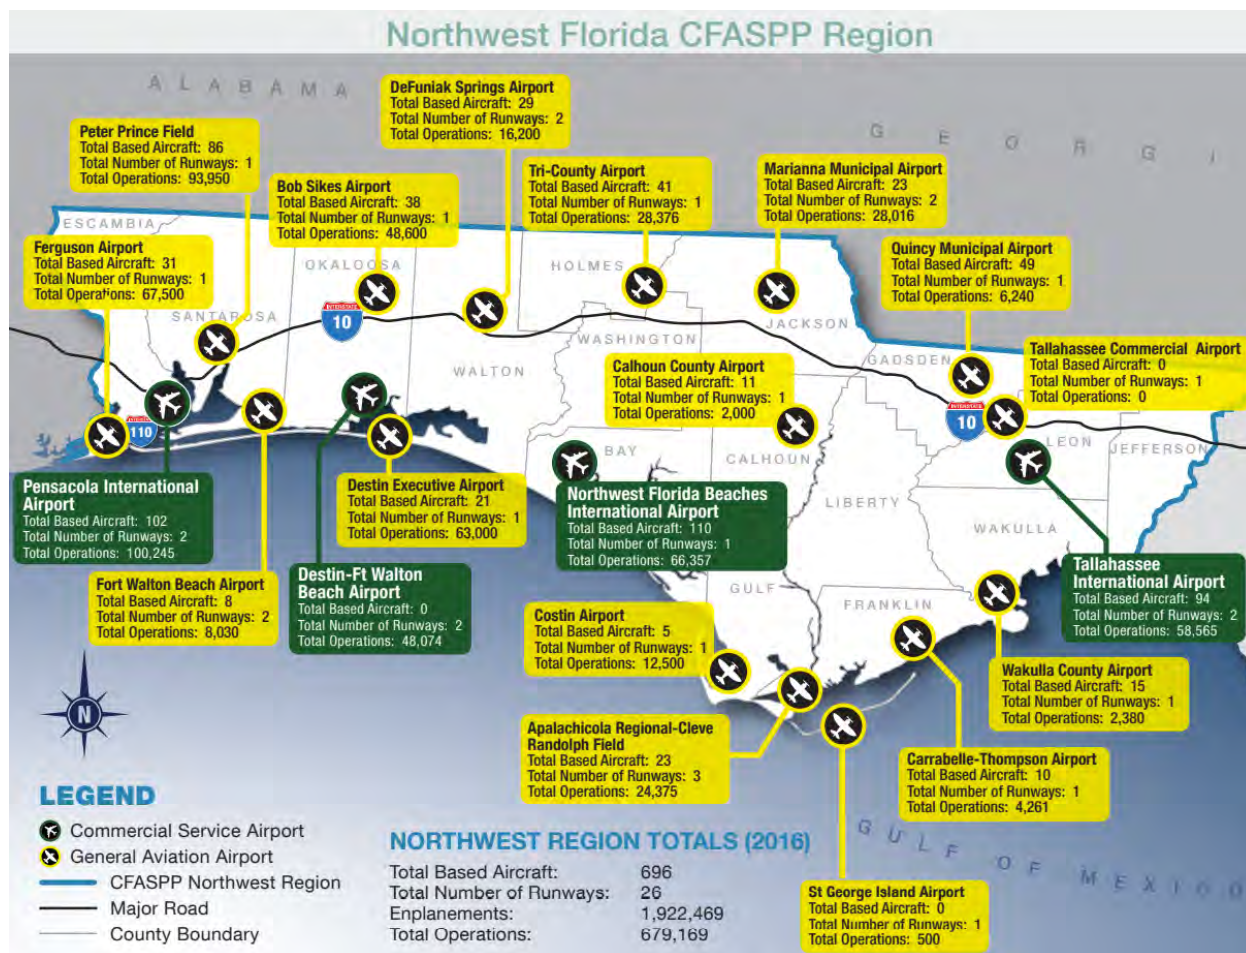 Northwest Florida CFASPP Region
ALABAMA
GEORGI
DeFuniak Springs Airport
Total Based Aircraft: 29
Total Number of Runways: 2
Total Operations: 16,200
Peter Prince Field
Total Based Aircraft: 86
Total Number of Runways: 1
Total Operations: 93,950
Bob Sikes Airport
Total Based Aircraft: 38
Total Number of Runways: 1
Total Operations: 48,600
Tri-County Airport
Total Based Aircraft: 41
Total Number of Runways: 1
Total Operations: 28,376
Marianna Municipal Airport
Total Based Aircraft: 23
Total Number of Runways: 2
Total Operations: 28,016
ESCAMBIA
Ferguson Airport
Total Based Aircraft: 31
Total Number of Runways: 1
Total Operations: 67,500
Quincy Municipal Airport
Total Based Aircraft: 49
Total Number of Runways: 1
Total Operations: 6,240
OKALOOSA
HOLMES
SANTA ROSA
INTERSTATE
10
WASHINGTON
JACKSON
WALTON
GADSDEN
Calhoun County Airport
Total Based Aircraft: 11
Total Number of Runways: 1
Total Operations: 2,000
Tallahassee Commercial Airport
Total Based Aircraft: 0
Total Number of Runways: 1
Total Operations: 0
INTERSTATE
110
INTERSTATE
10
BAY
CALHOUN
LEON
JEFFERSON
LIBERTY
WAKULLA
Pensacola International
Airport
Total Based Aircraft: 102
Total Number of Runways: 2
Total Operations: 100,245
Destin Executive Airport
Total Based Aircraft: 21
Total Number of Runways: 1
Total Operations: 63,000
Northwest Florida Beaches
International Airport
Total Based Aircraft: 110
Total Number of Runways: 1
Total Operations: 66,357
Fort Walton Beach Airport
Total Based Aircraft: 8
Total Number of Runways: 2
Total Operations: 8,030
Destin-Ft Walton
Beach Airport
Total Based Aircraft: 0
Total Number of Runways: 2
Total Operations: 48,074
Tallahassee
International Airport
Total Based Aircraft: 94
Total Number of Runways: 2
Total Operations: 58,565
GULF
FRANKLIN
Costin Airport
Total Based Aircraft: 5
Total Number of Runways: 1
Total Operations: 12,500
Wakulla County Airport
Total Based Aircraft: 15
Total Number of Runways: 1
Total Operations: 2,380
N
Apalachicola Regional-Cleve
Randolph Field
Total Based Aircraft: 23
Total Number of Runways: 3
Total Operations: 24,375
Carrabelle-Thompson Airport
Total Based Aircraft: 10
Total Number of Runways: 1
Total Operations: 4,261
GULF OF MEXICO
St George Island Airport
Total Based Aircraft: 0
Total Number of Runways: 1
Total Operations: 500
LEGEND
Commercial Service Airport
General Aviation Airport
CFASPP Northwest Region
Major Road
County Boundary
NORTHWEST REGION TOTALS (2016)
Total Based Aircraft: 696
Total Number of Runways: 26
Enplanements: 1,922,469
Total Operations: 679,169